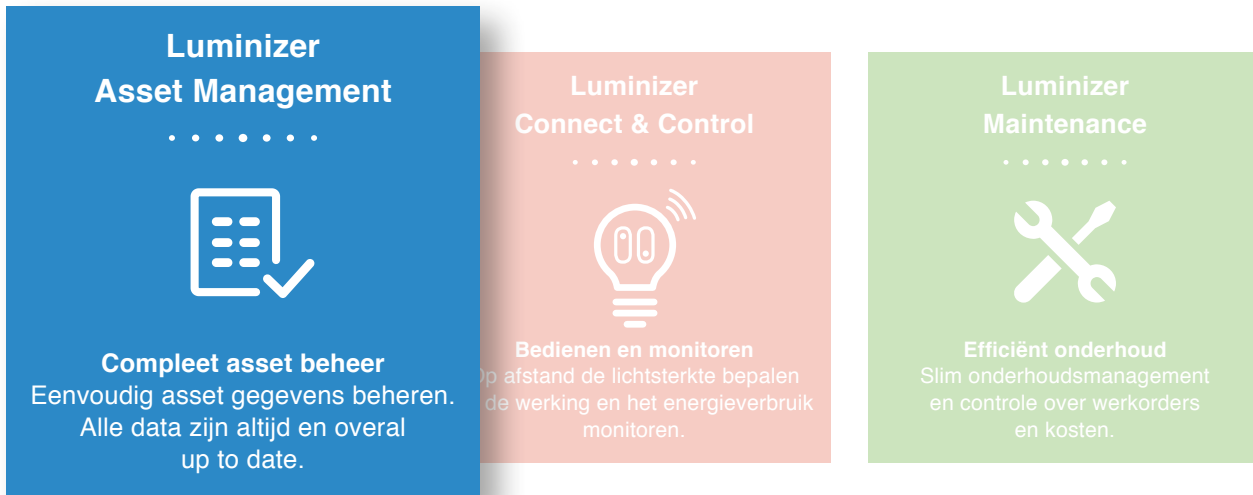 Luminizer
Asset Management
Compleet asset beheer
Eenvoudig asset gegevens beheren.
Alle data zijn altijd en overal
up to date.
Luminizer
Connect & Control
Bedienen en monitoren
Op afstand de lichtsterkte bepalen
de werking en het energieverbruik
monitoren.
Luminizer
Maintenance
Efficiënt onderhoud
Slim onderhoudsmanagement
en controle over werkorders
en kosten.